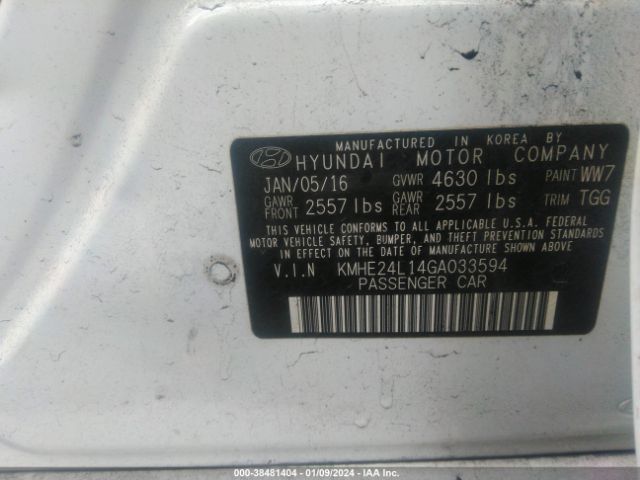 MANUFACTURED IN KOREA BY
HYUNDAI MOTOR COMPANY
JAN/05/16 GVWR 4630 lbs PAINT WW7
GAWR FRONT 2557 lbs GAWR REAR 2557 lbs TRIM TGG
THIS VEHICLE CONFORMS TO ALL APPLICABLE U.S.A. FEDERAL
MOTOR VEHICLE SAFETY, BUMPER, AND THEFT PREVENTION STANDARDS
IN EFFECT ON THE DATE OF MANUFACTURE SHOWN ABOVE.
V.I.N KMHE24L14GA033594
PASSENGER CAR
000-38481404 - 01/09/2024 - IAA Inc.